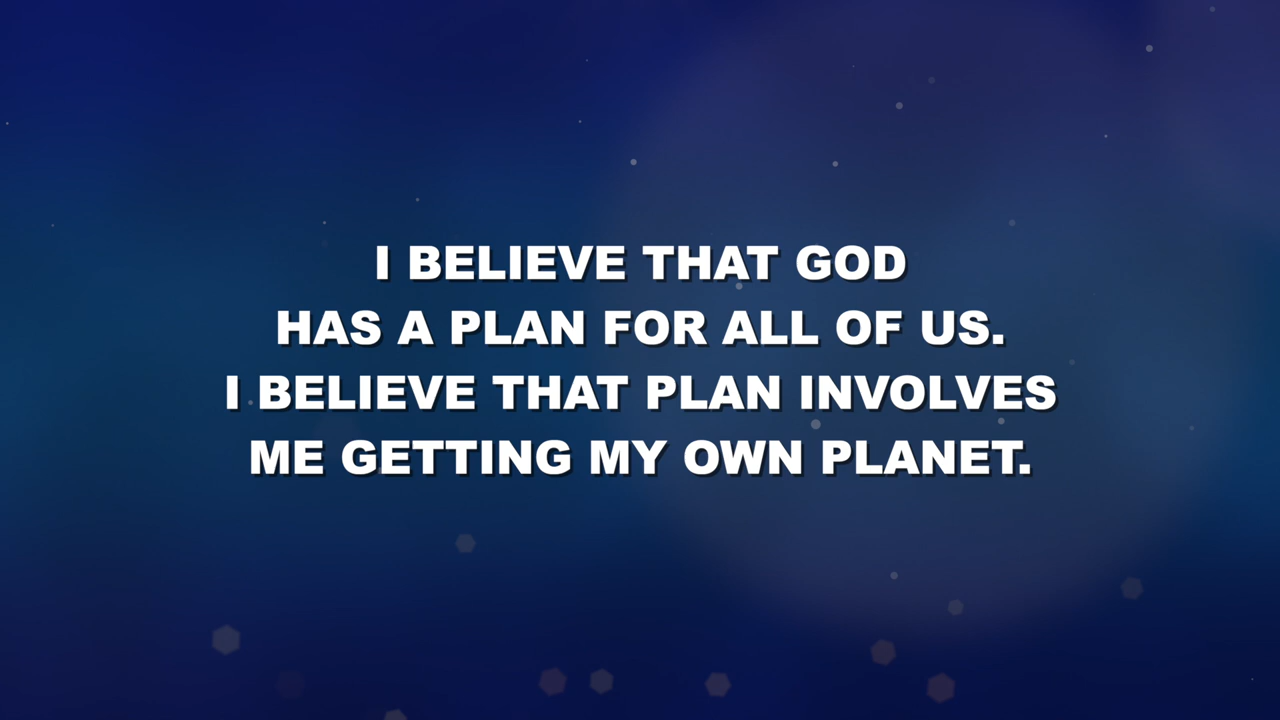 I BELIEVE THAT GOD
HAS A PLAN FOR ALL OF US.
I BELIEVE THAT PLAN INVOLVES
ME GETTING MY OWN PLANET.